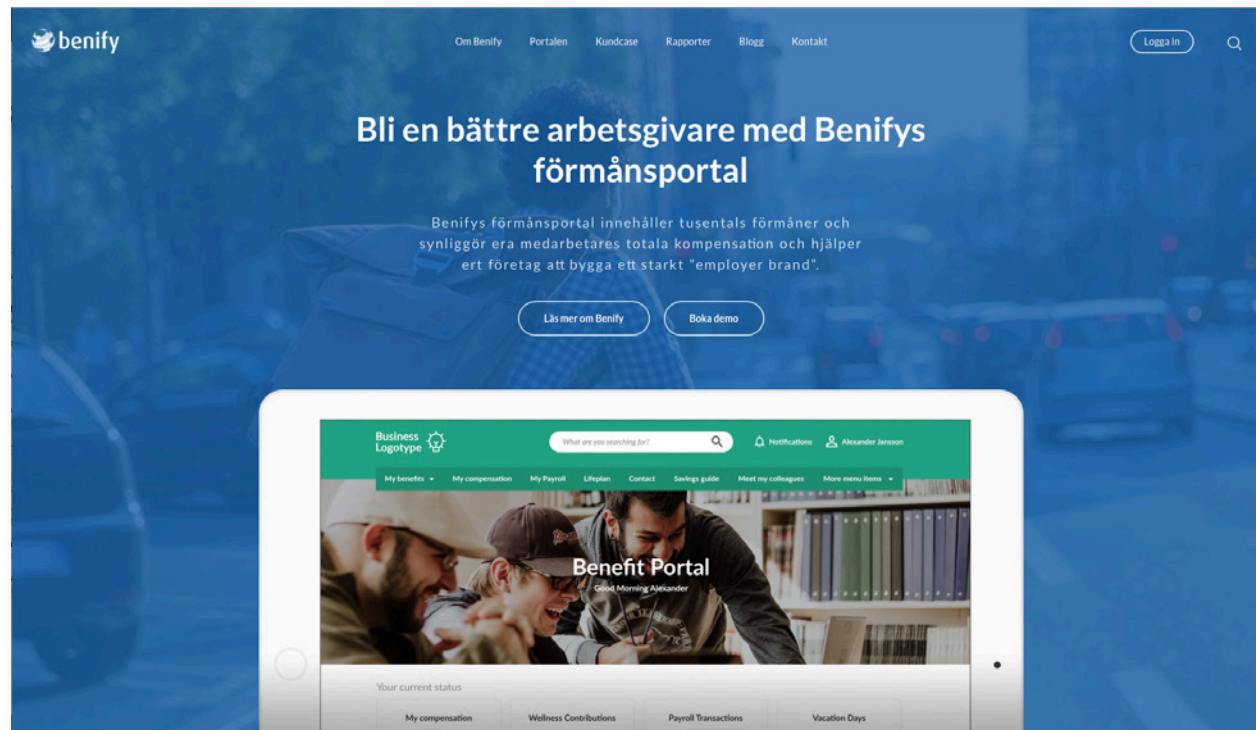 benify
Om Benify
Portalen
Kundcase
Rapporter
Blogg
Kontakt
Logga in
Bli en bättre arbetsgivare med Benifys
förmånsportal
Benifys förmånsportal innehåller tusentals förmåner och
synliggör era medarbetares totala kompensation och hjälper
ert företag att bygga ett starkt "employer brand".
Läs mer om Benify
Boka demo
Business
Logotype
What are you searching for?
Notifications
Alexander Jansson
My benefits
My compensation
My Payroll
Lifeplan
Contact
Savings guide
Meet my colleagues
More menu items
Benefit Portal
Good Morning Alexander
Your current status
My compensation
Wellness Contributions
Payroll Transactions
Vacation Days